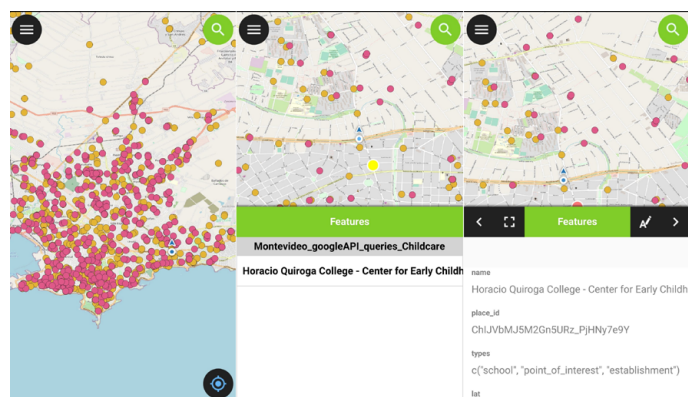 Features
Montevideo_googleAPI_queries_Childcare
Horacio Quiroga College - Center for Early Childh
Features
name
Horacio Quiroga College - Center for Early Childh
place_id
ChIJVbMJ5M2Gn5URz_PjHNy7e9Y
types
c("school", "point_of_interest", "establishment")
lat